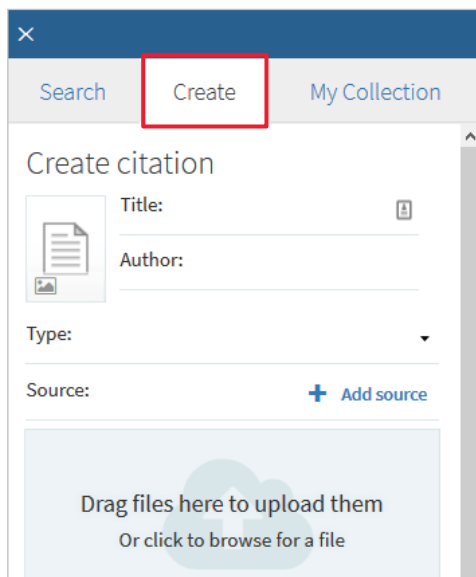 Search Create My Collection
Create citation
Title:
Author:
Type:
Source: + Add source
Drag files here to upload them
Or click to browse for a file